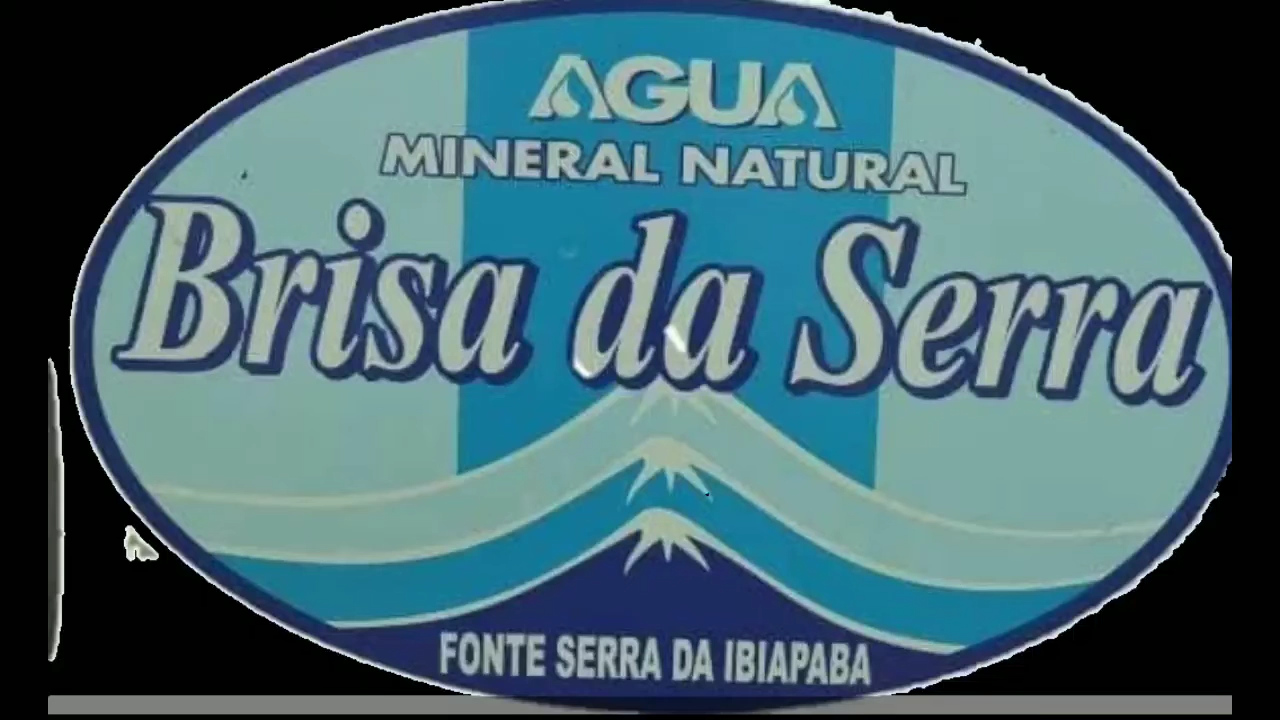 AGUA
MINERAL NATURAL
Brisa da Serra
FONTE SERRA DA IBIAPABA